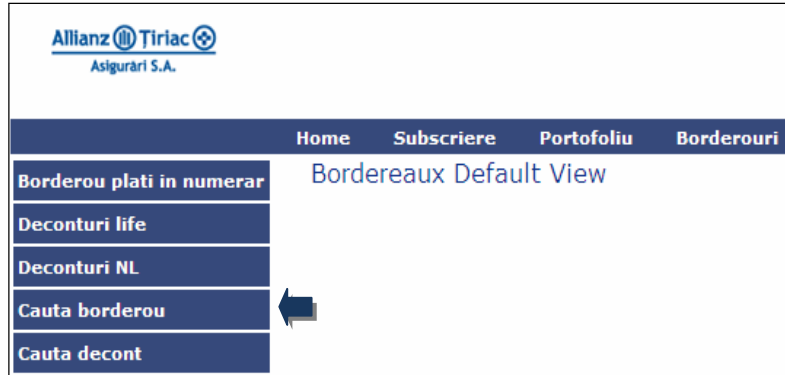 Allianz Țiriac
Asigurări S.A.
Home Subscriere Portofoliu Borderouri
Bordereaux Default View
Borderou plati in numerar
Deconturi life
Deconturi NL
Cauta borderou
Cauta decont